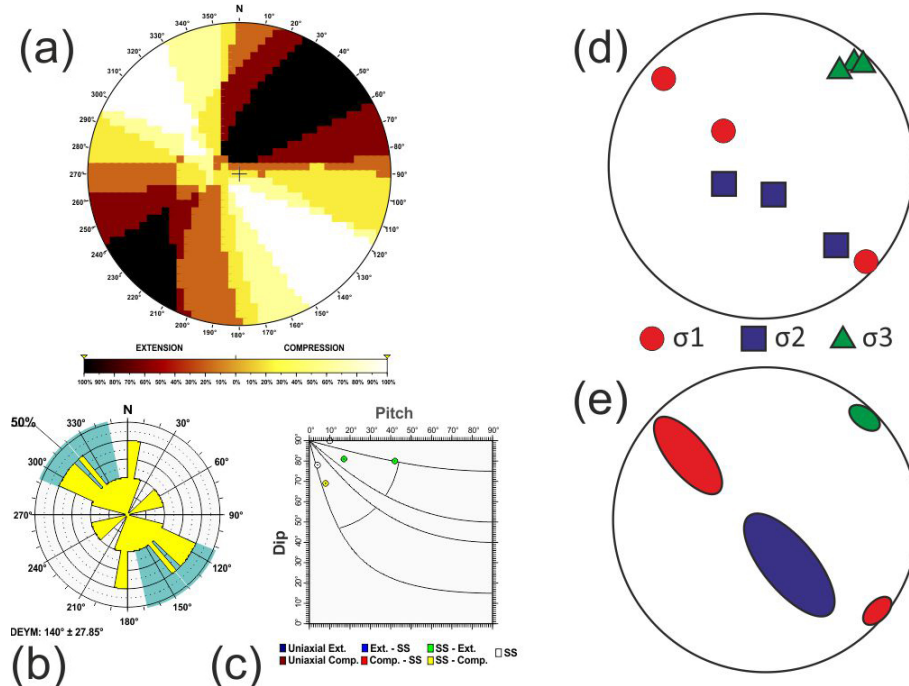 (a)
N
350° 10°
340° 20°
330° 30°
320° 40°
310° 50°
300° 60°
290° 70°
280° 80°
270° 90°
260° 100°
250° 110°
240° 120°
230° 130°
220° 140°
210° 150°
200° 160°
190° 180° 170°
EXTENSION COMPRESSION
100% 90% 80% 70% 60% 50% 40% 30% 20% 10% 0% 10% 20% 30% 40% 50% 60% 70% 80% 90% 100%
50%
N
330° 30°
300° 60°
270° 90°
240° 120°
210° 150°
180°
DEYM: 140° ± 27.85°
(b)
Pitch
0° 10° 20° 30° 40° 50° 60° 70° 80° 90°
90°
80°
70°
60°
50°
40°
30°
20°
10°
0°
Dip
(c)
Uniaxial Ext. Ext. - SS SS - Ext. SS
Uniaxial Comp. Comp. - SS SS - Comp.
(d)
σ1 σ2 σ3
(e)